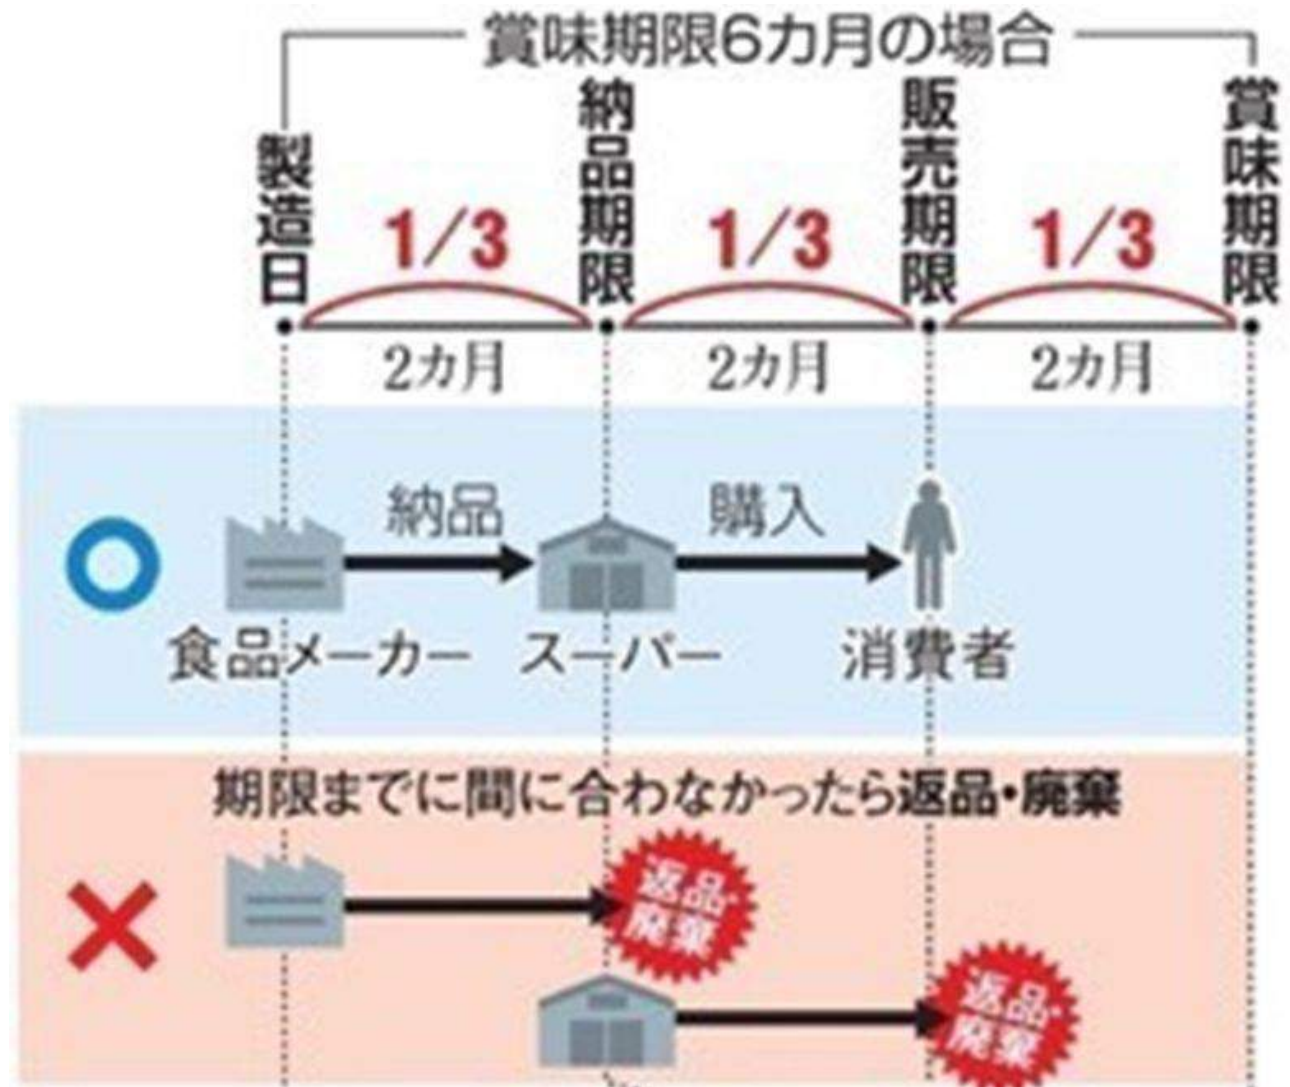 賞味期限6カ月の場合
製造日
納品期限
販売期限
賞味期限
1/3
1/3
1/3
2カ月
2カ月
2カ月
納品
購入
食品メーカー
スーパー
消費者
期限までに間に合わなかったら返品・廃棄
返品・
廃棄
返品・
廃棄